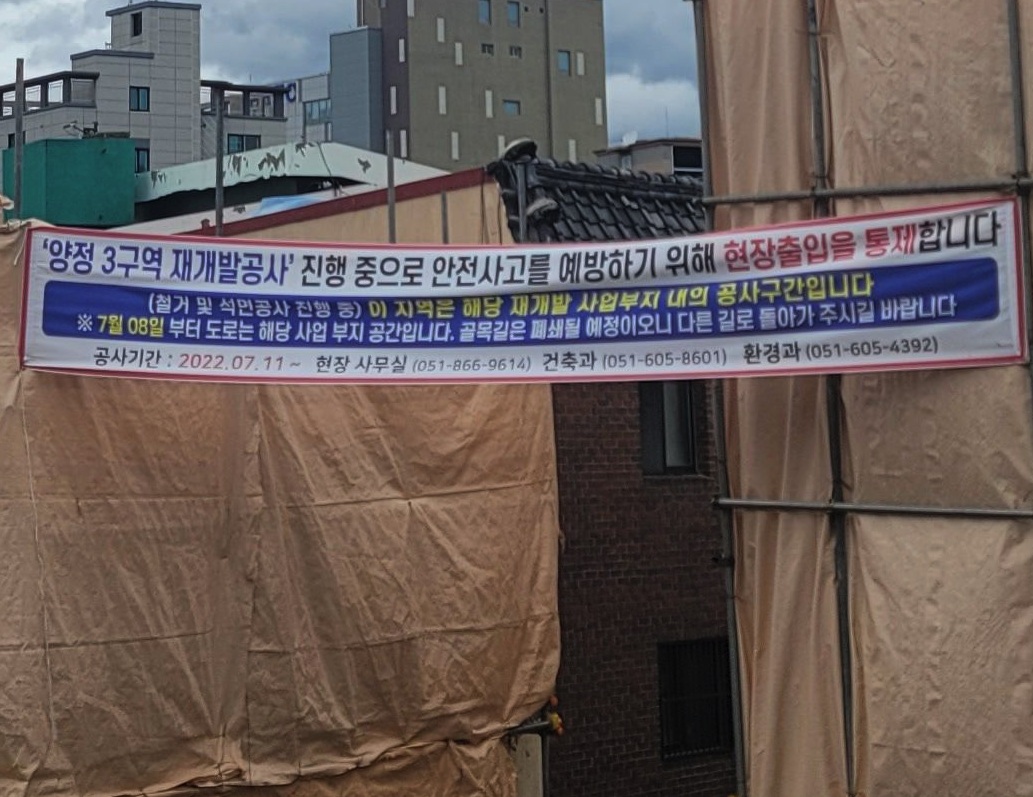 '양정 3구역 재개발공사' 진행 중으로 안전사고를 예방하기 위해 현장출입을 통제합니다
(철거 및 석면공사 진행 중) 이 지역은 해당 재개발 사업부지 내의 공사구간입니다
※ 7월 08일 부터 도로는 해당 사업 부지 공간입니다. 골목길은 폐쇄될 예정이오니 다른 길로 돌아가 주시길 바랍니다
공사기간 : 2022.07.11 ~ 현장 사무실 (051-866-9614) 건축과 (051-605-8601) 환경과 (051-605-4392)